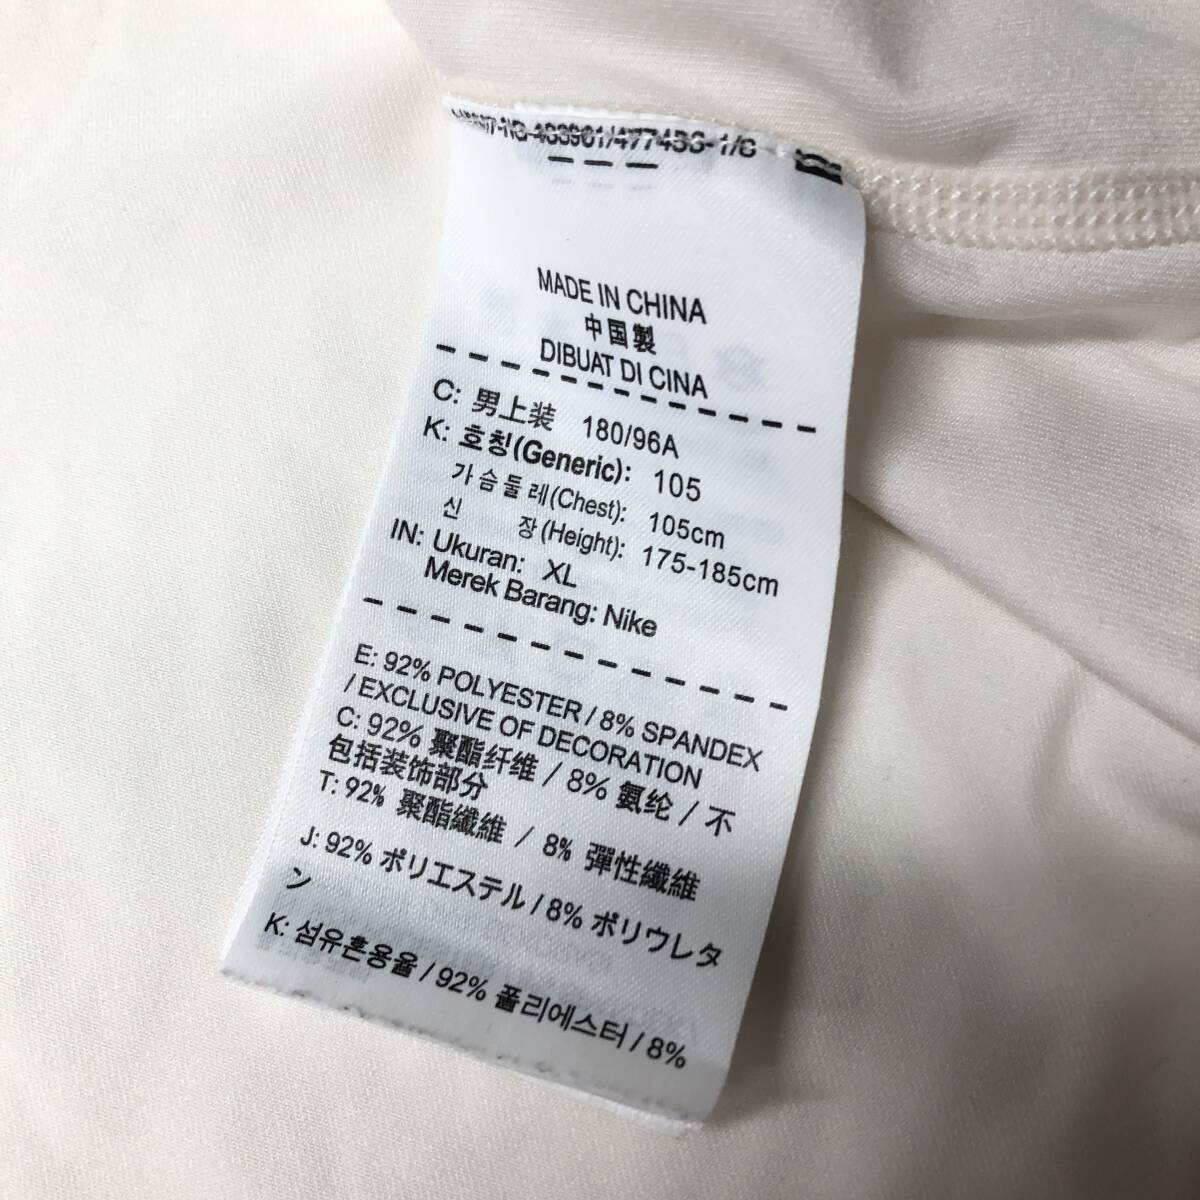 MADE IN CHINA
中国製
DIBUAT DI CINA
C: 男上装 180/96A
K: 호칭(Generic): 105
가슴둘레(Chest): 105cm
신 장(Height): 175-185cm
IN: Ukuran: XL
Merek Barang: Nike
E: 92% POLYESTER / 8% SPANDEX
/ EXCLUSIVE OF DECORATION
C: 92% 聚酯纤维 / 8% 氨纶 / 不
包括装饰部分
T: 92% 聚酯纖維 / 8% 彈性纖維
J: 92% ポリエステル / 8% ポリウレタ
ン
K: 섬유혼용율 / 92% 폴리에스터 / 8%